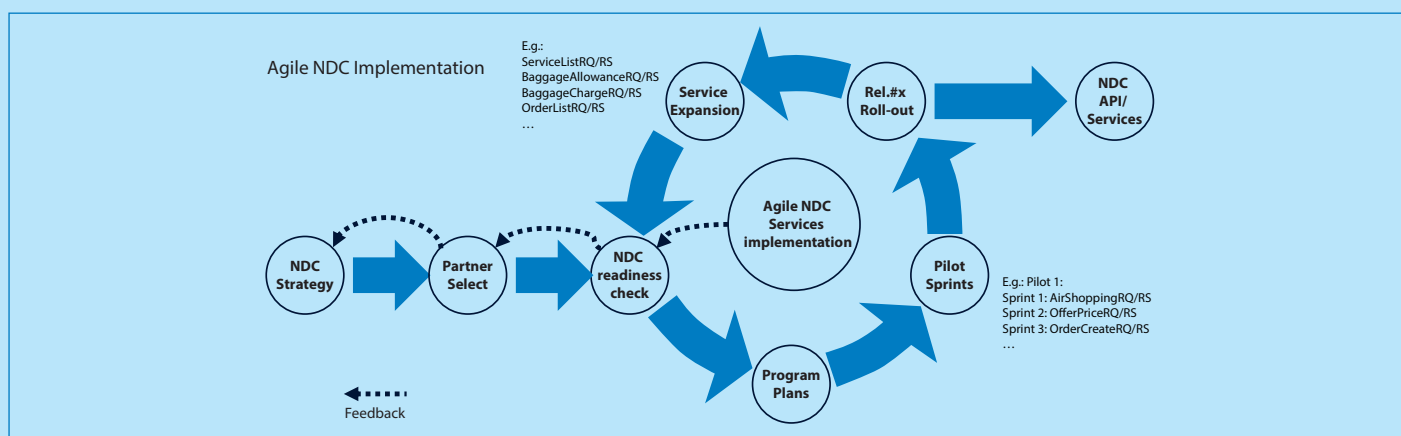 Agile NDC Implementation
E.g.:
ServiceListRQ/RS
BaggageAllowanceRQ/RS
BaggageChargeRQ/RS
OrderListRQ/RS
…
Service
Expansion
Rel.#x
Roll-out
NDC
API/
Services
Agile NDC
Services
implementation
NDC
Strategy
Partner
Select
NDC
readiness
check
Pilot
Sprints
E.g.: Pilot 1:
Sprint 1: AirShoppingRQ/RS
Sprint 2: OfferPriceRQ/RS
Sprint 3: OrderCreateRQ/RS
…
Program
Plans
Feedback